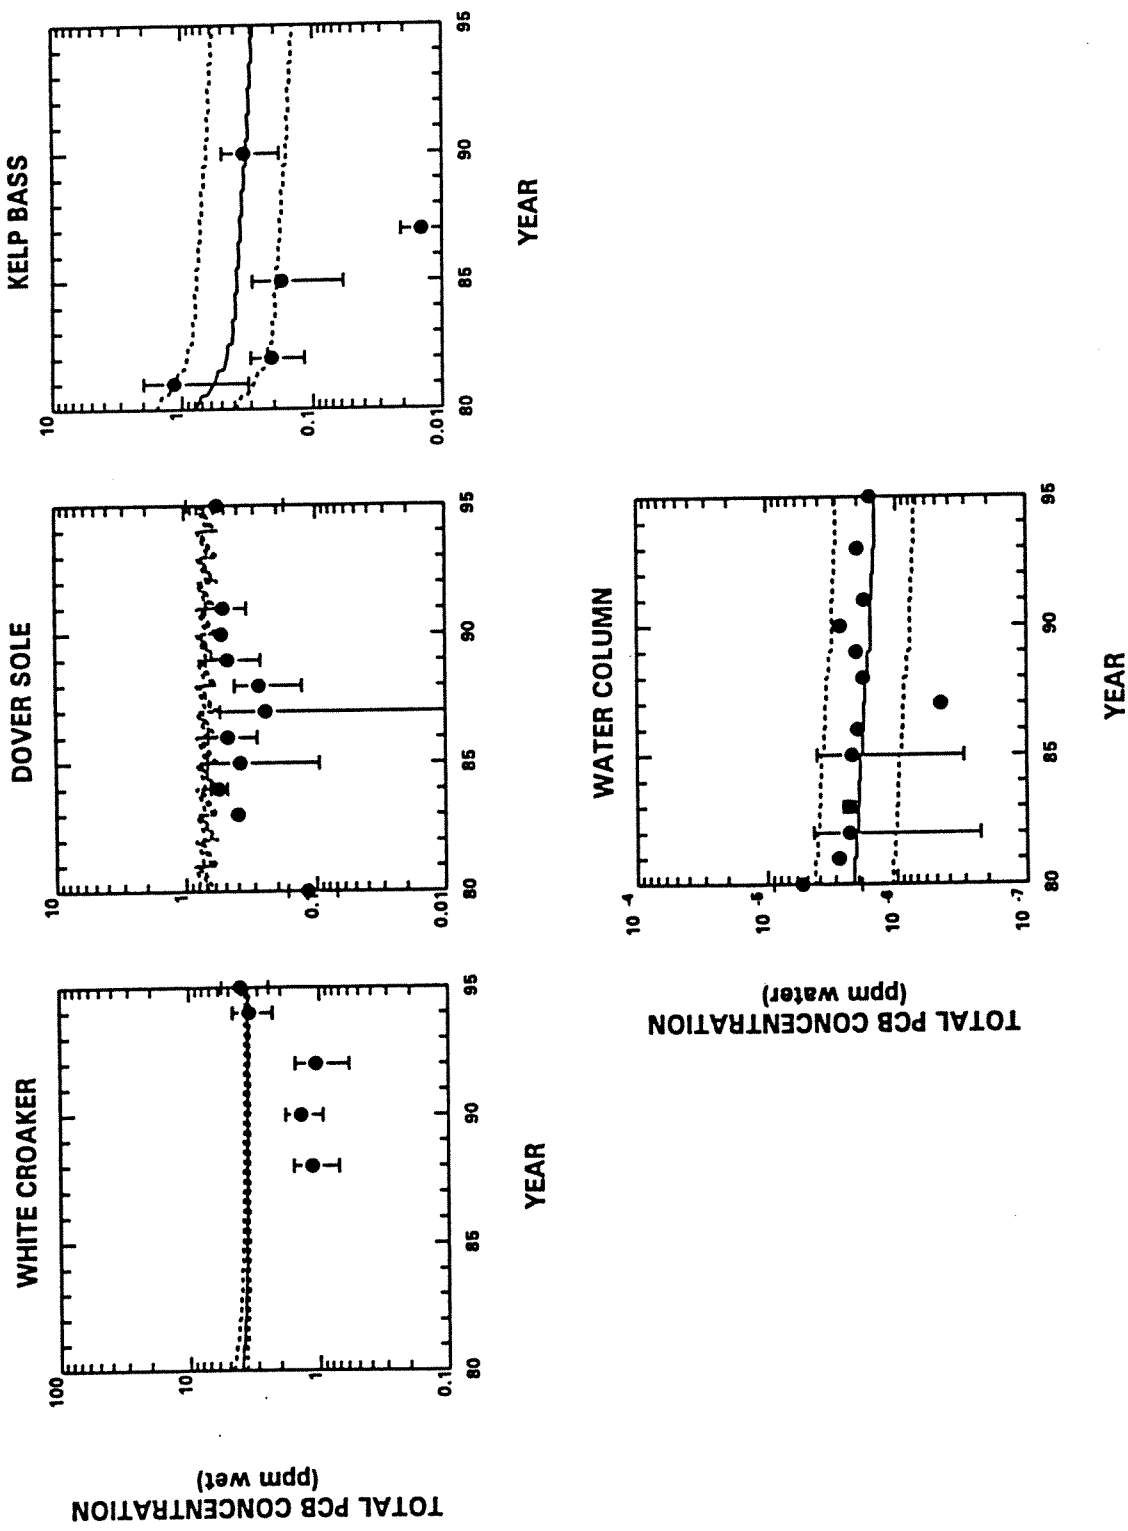 WHITE CROAKER
TOTAL PCB CONCENTRATION
(ppm wet)
100
10
1
0.1
80
85
90
95
YEAR
DOVER SOLE
10
1
0.1
0.01
80
85
90
95
KELP BASS
10
1
0.1
0.01
80
85
90
95
YEAR
WATER COLUMN
TOTAL PCB CONCENTRATION
(ppm water)
10-4
10-5
10-6
10-7
80
85
90
95
YEAR